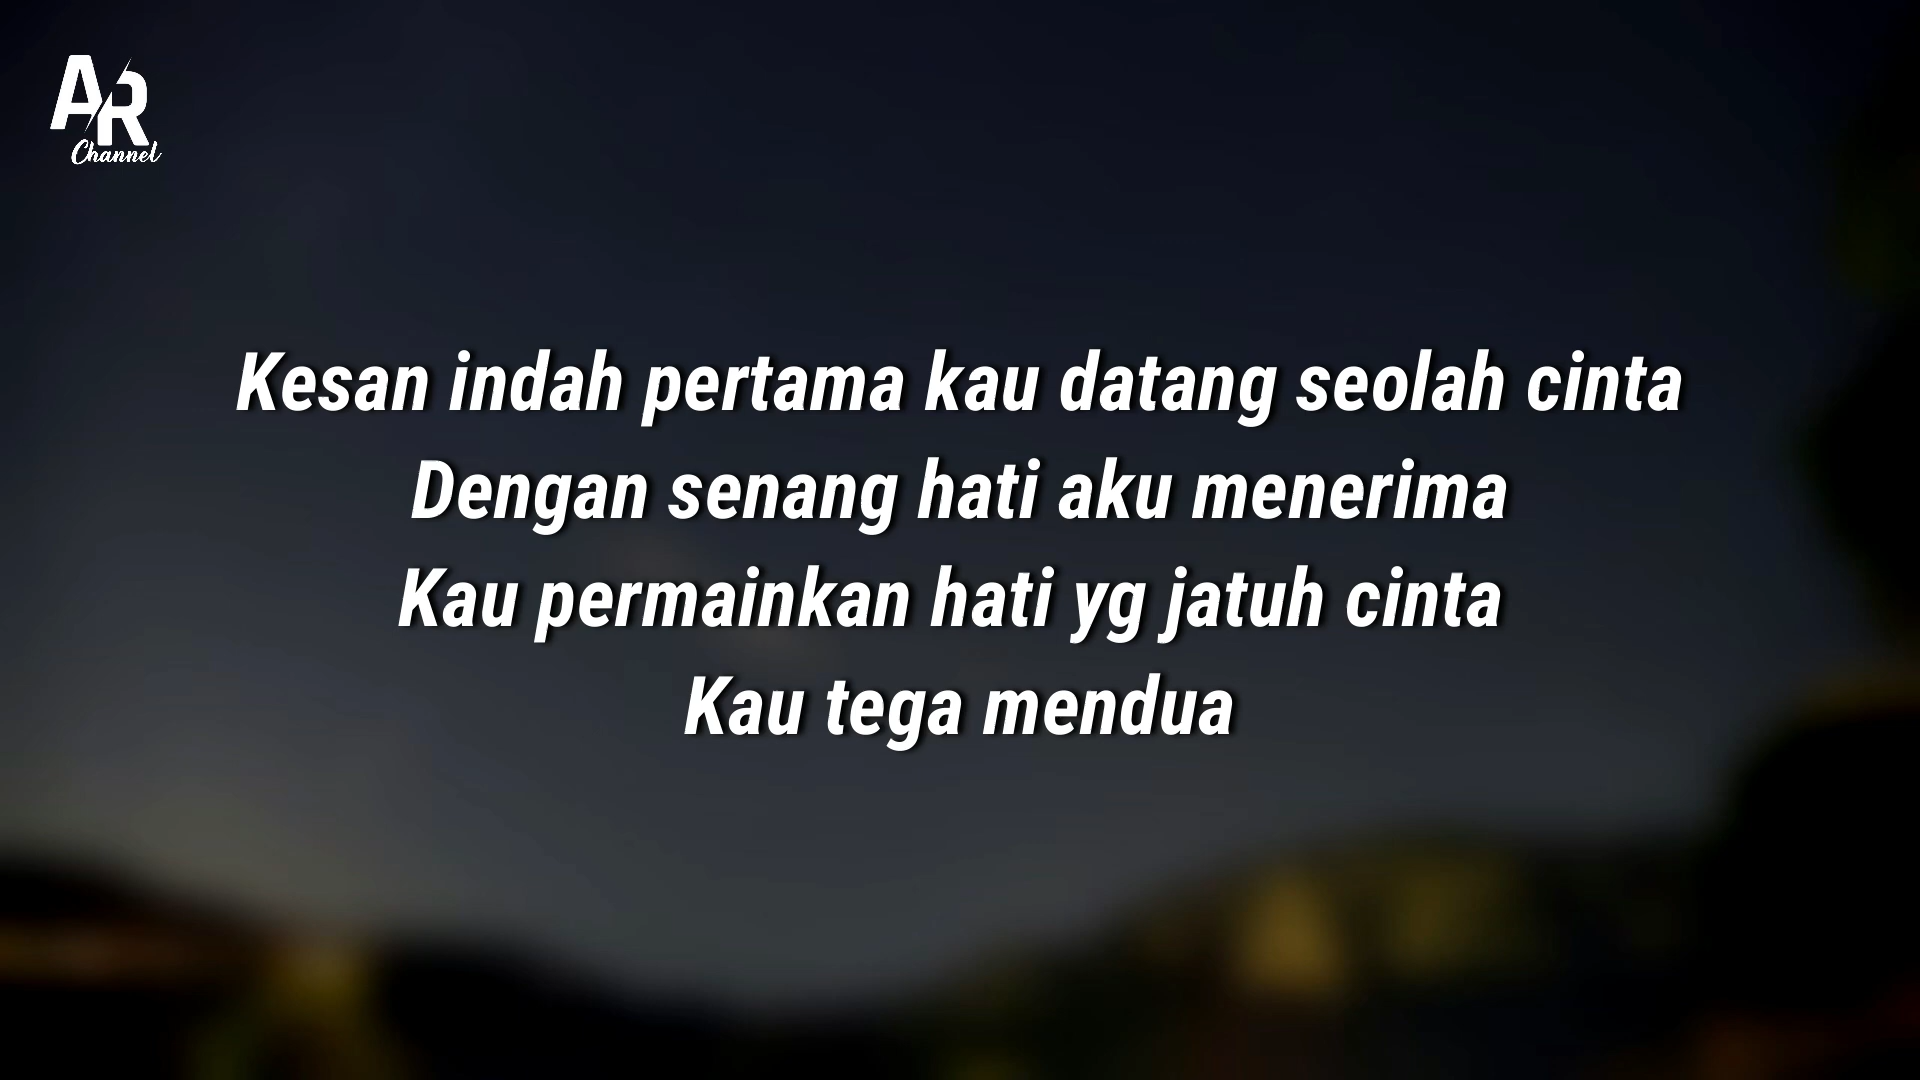 AR
Channel
Kesan indah pertama kau datang seolah cinta
Dengan senang hati aku menerima
Kau permainkan hati yg jatuh cinta
Kau tega mendua